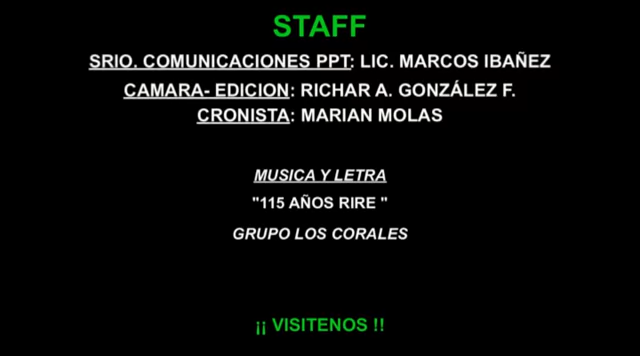 STAFF
SRIO. COMUNICACIONES PPT: LIC. MARCOS IBAÑEZ
CAMARA- EDICION: RICHAR A. GONZÁLEZ F.
CRONISTA: MARIAN MOLAS
MUSICA Y LETRA
"115 AÑOS RIRE "
GRUPO LOS CORALES
¡¡ VISITENOS !!